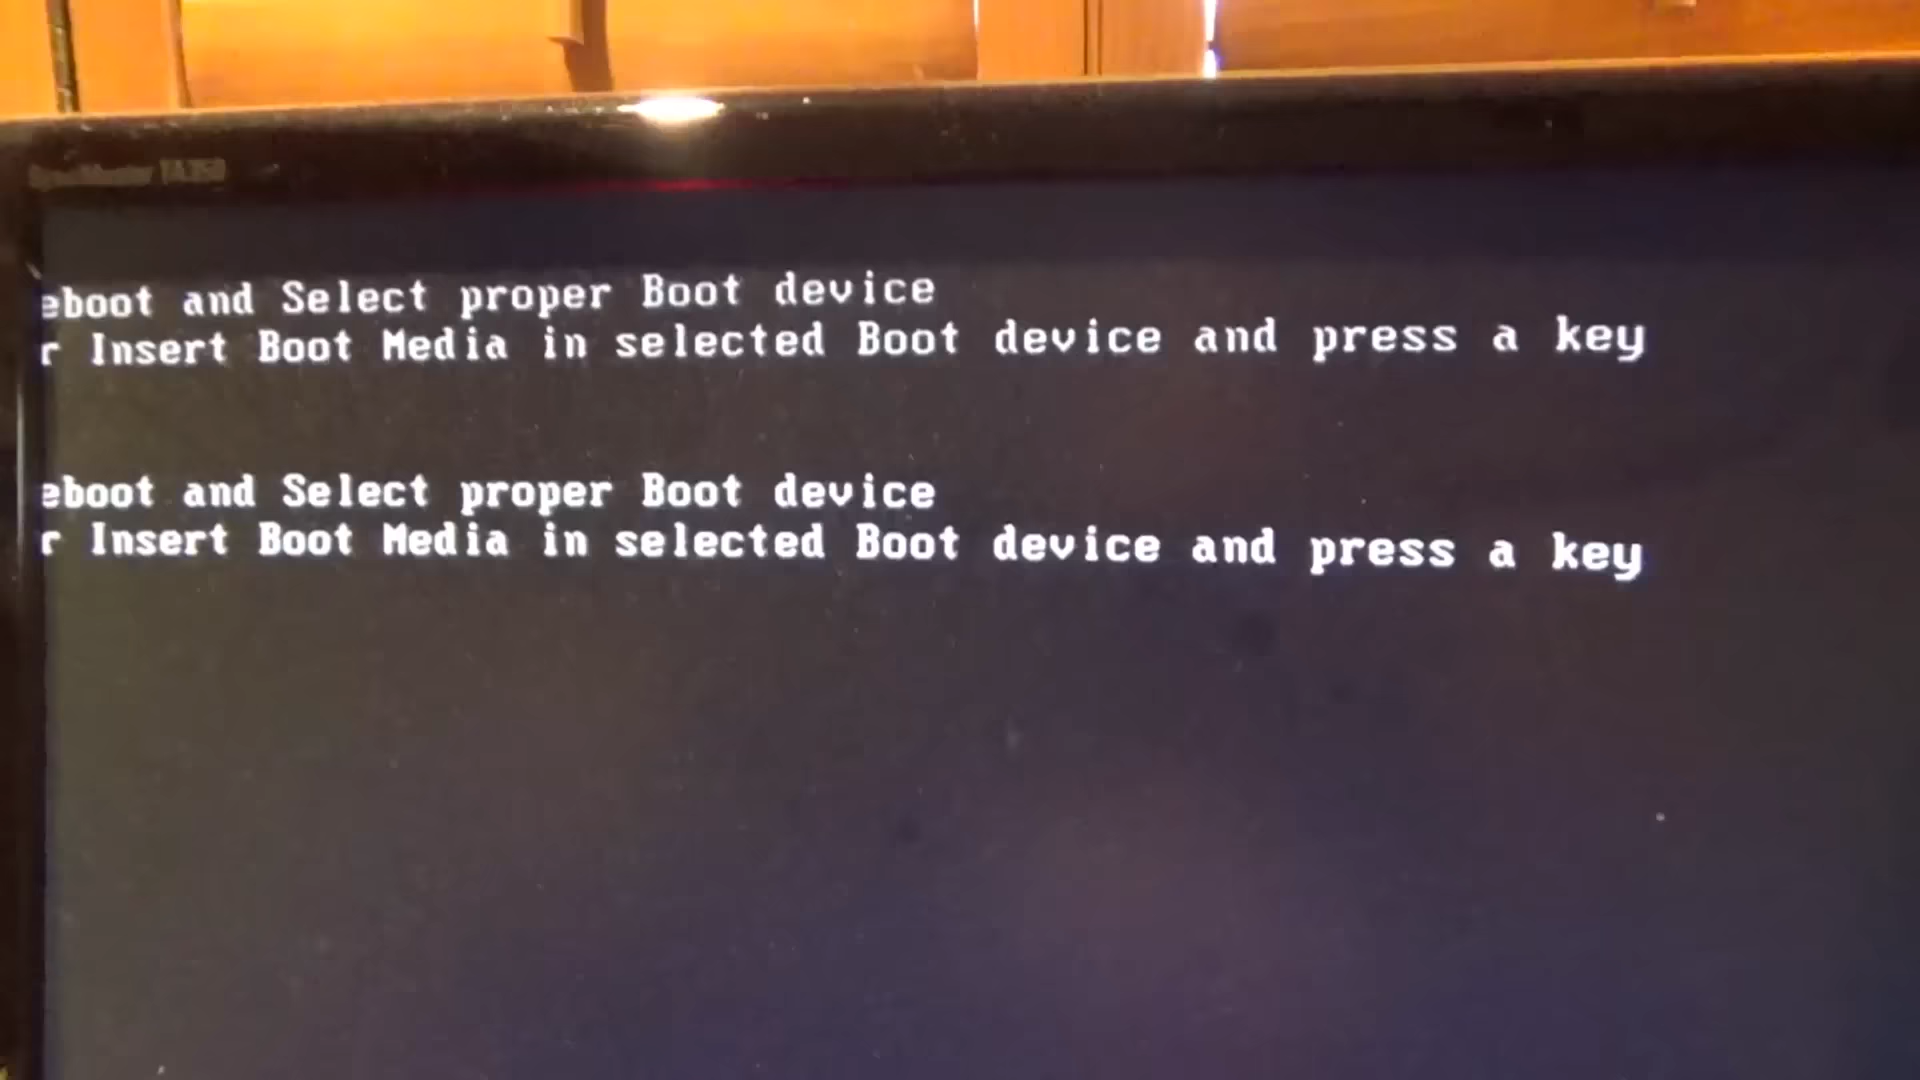 eboot and Select proper Boot device
r Insert Boot Media in selected Boot device and press a key
eboot and Select proper Boot device
r Insert Boot Media in selected Boot device and press a key